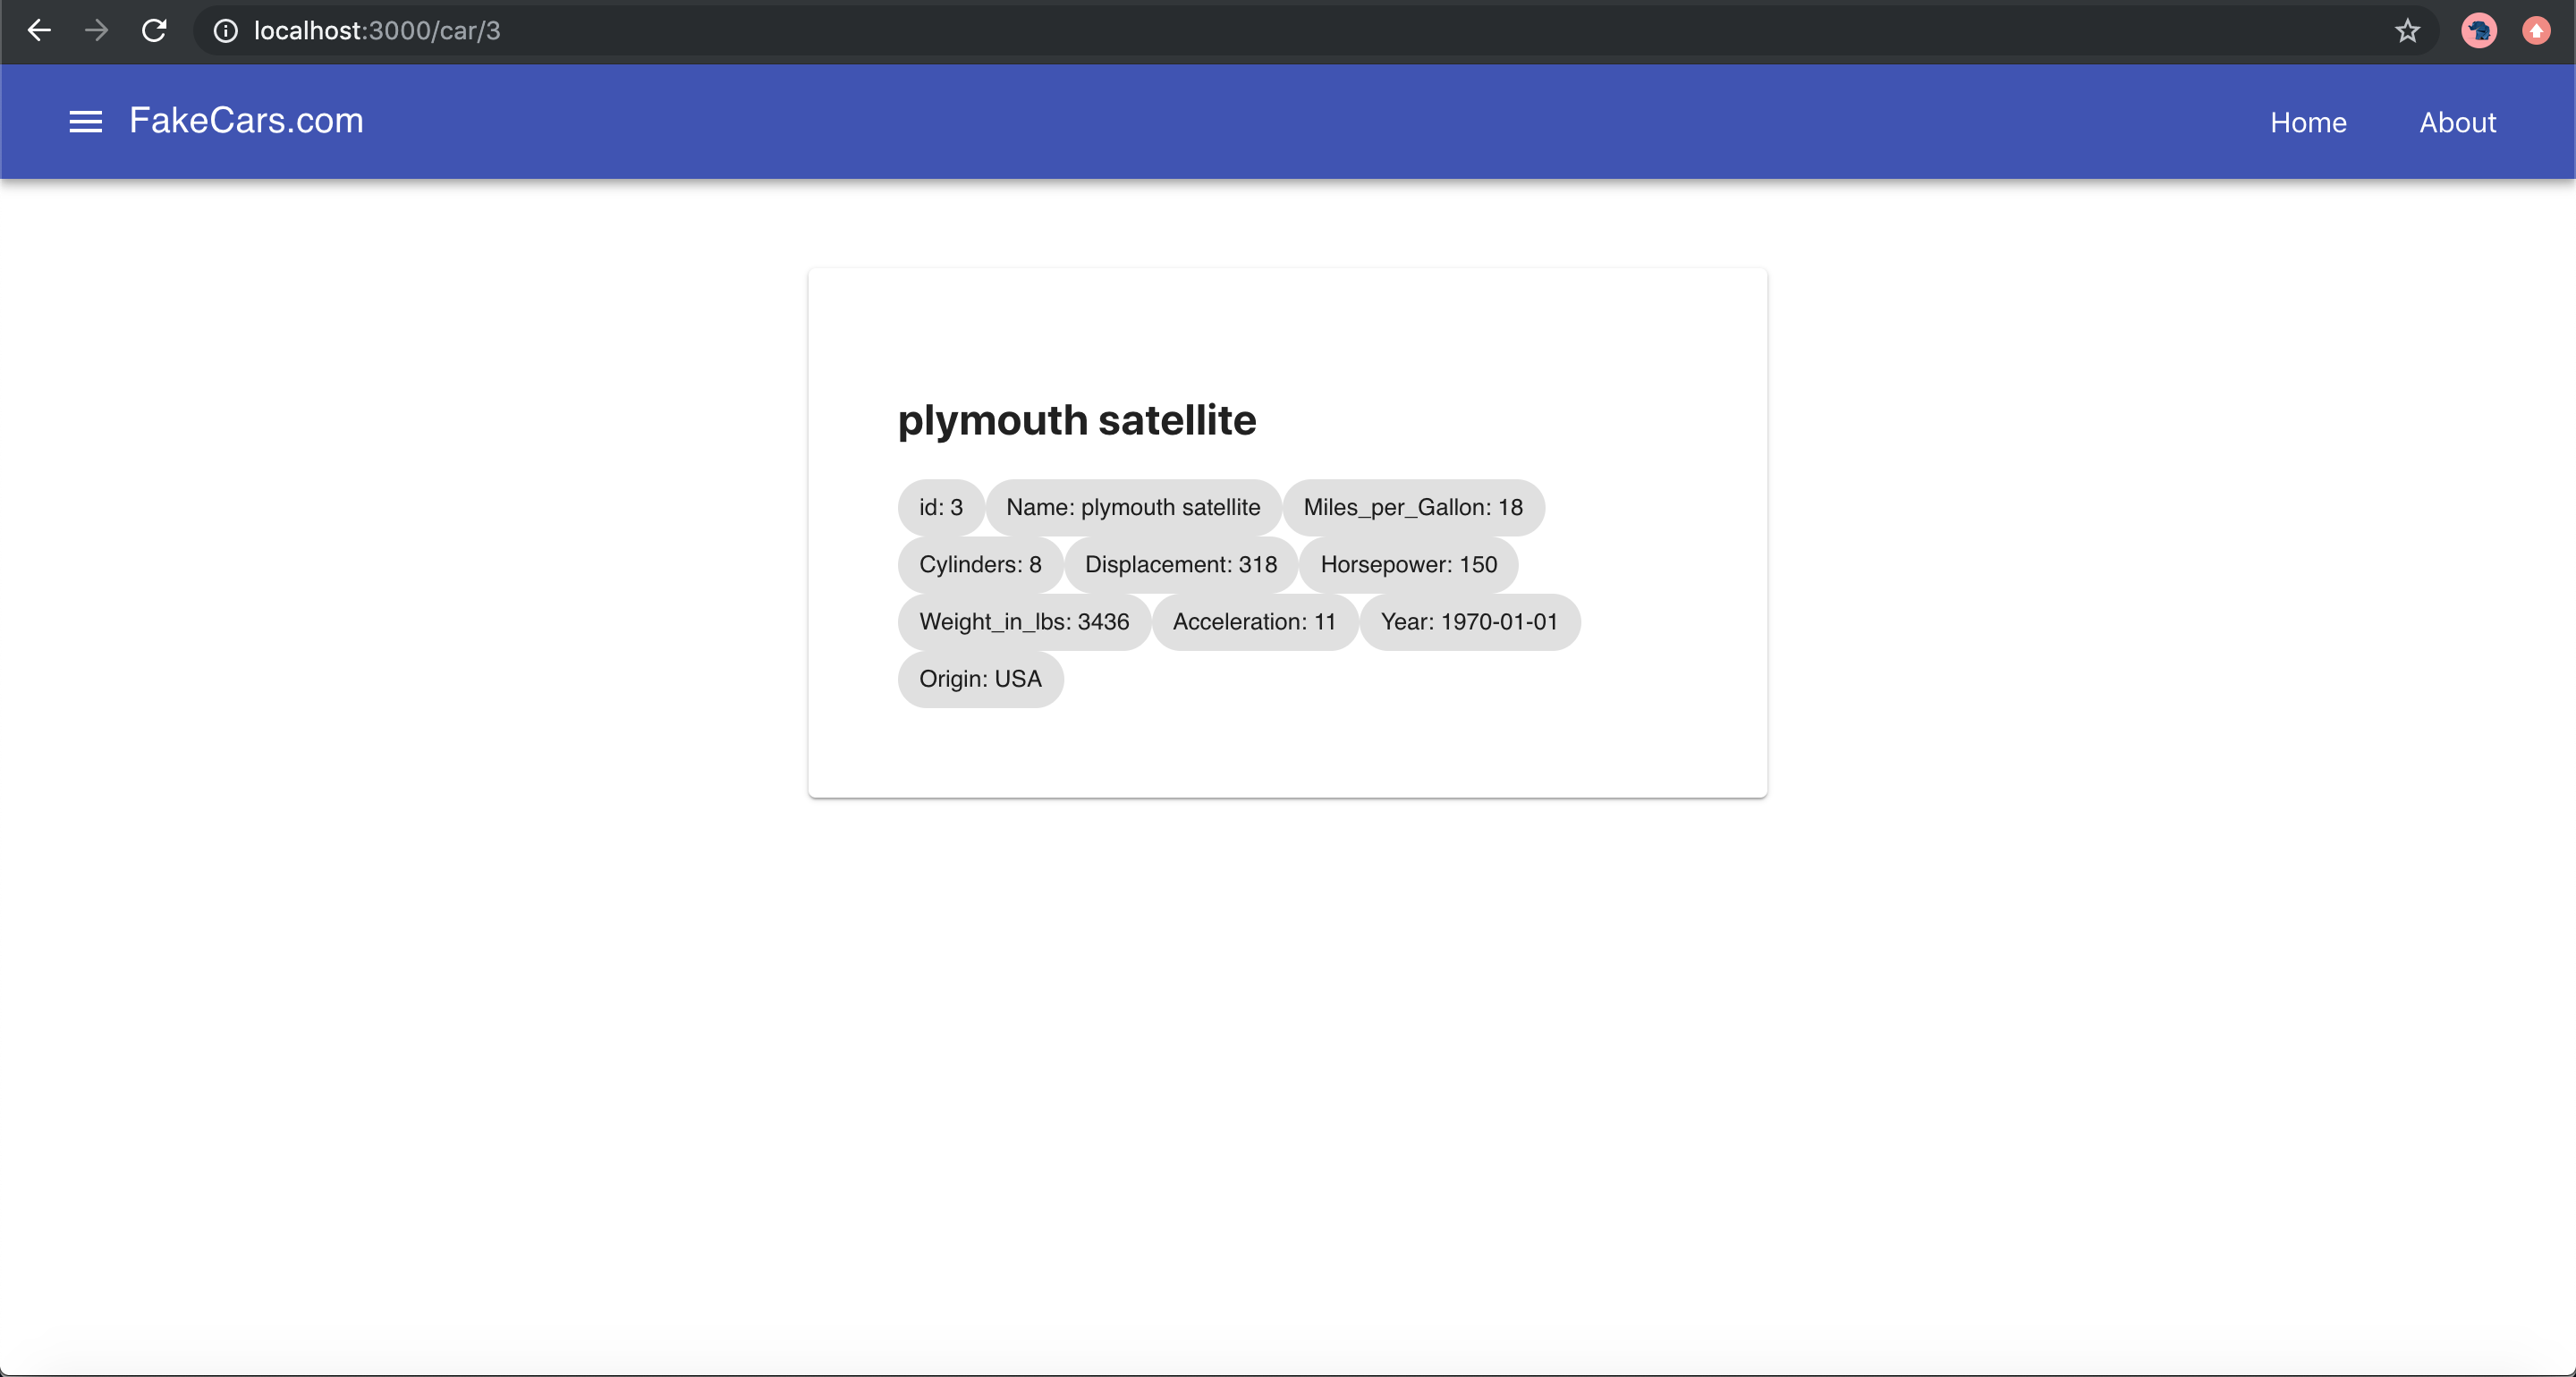 localhost:3000/car/3
FakeCars.com Home About
plymouth satellite
id: 3 Name: plymouth satellite Miles_per_Gallon: 18
Cylinders: 8 Displacement: 318 Horsepower: 150
Weight_in_lbs: 3436 Acceleration: 11 Year: 1970-01-01
Origin: USA